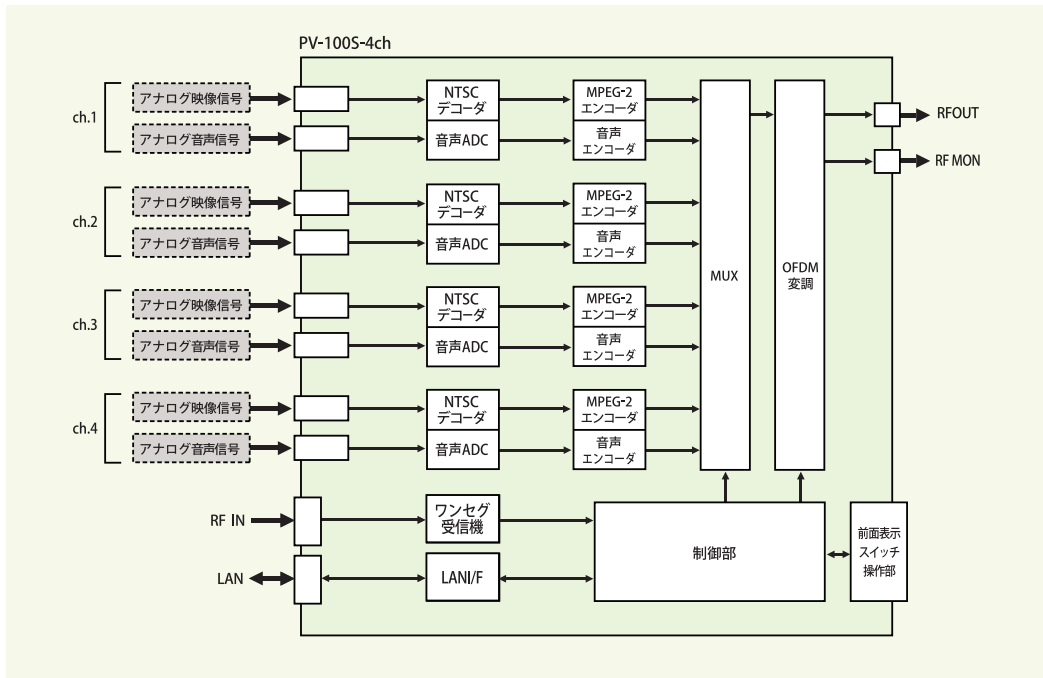 PV-100S-4ch
ch.1
アナログ映像信号
アナログ音声信号
NTSC
デコーダ
音声ADC
MPEG-2
エンコーダ
音声
エンコーダ
ch.2
アナログ映像信号
アナログ音声信号
NTSC
デコーダ
音声ADC
MPEG-2
エンコーダ
音声
エンコーダ
ch.3
アナログ映像信号
アナログ音声信号
NTSC
デコーダ
音声ADC
MPEG-2
エンコーダ
音声
エンコーダ
ch.4
アナログ映像信号
アナログ音声信号
NTSC
デコーダ
音声ADC
MPEG-2
エンコーダ
音声
エンコーダ
MUX
OFDM
変調
RFOUT
RF MON
RF IN
ワンセグ
受信機
LAN
LANI/F
制御部
前面表示
スイッチ
操作部